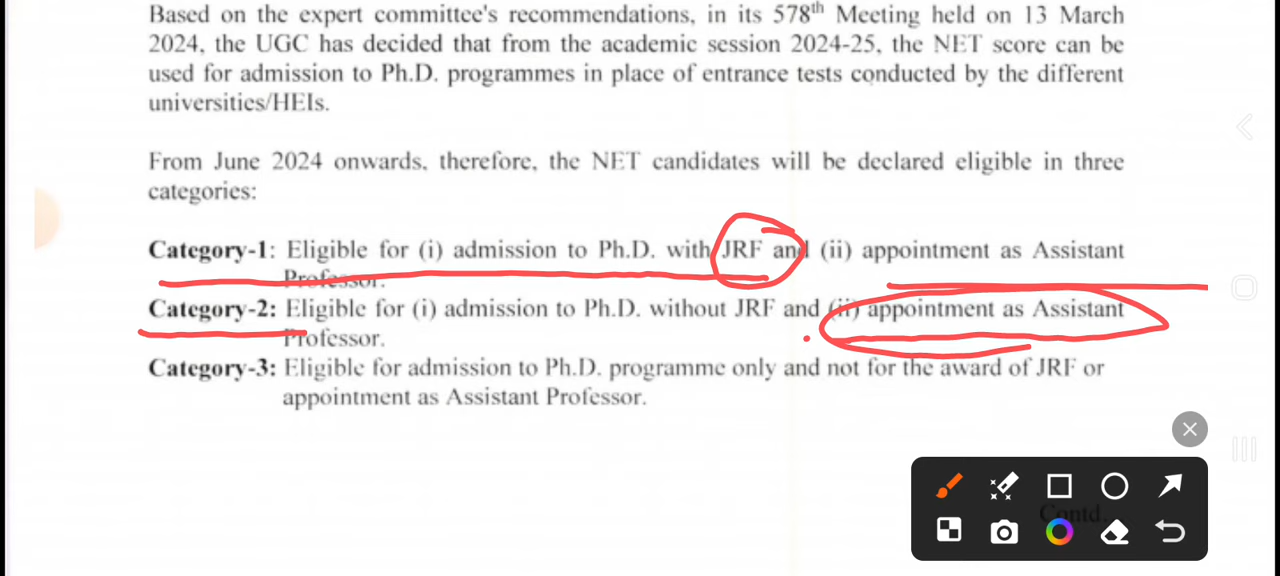 Based on the expert committee's recommendations, in its 578th Meeting held on 13 March
2024, the UGC has decided that from the academic session 2024-25, the NET score can be
used for admission to Ph.D. programmes in place of entrance tests conducted by the different
universities/HEIs.
From June 2024 onwards, therefore, the NET candidates will be declared eligible in three
categories:
Category-1: Eligible for (i) admission to Ph.D. with JRF and (ii) appointment as Assistant
Professor.
Category-2: Eligible for (i) admission to Ph.D. without JRF and (ii) appointment as Assistant
Professor.
Category-3: Eligible for admission to Ph.D. programme only and not for the award of JRF or
appointment as Assistant Professor.
Contd